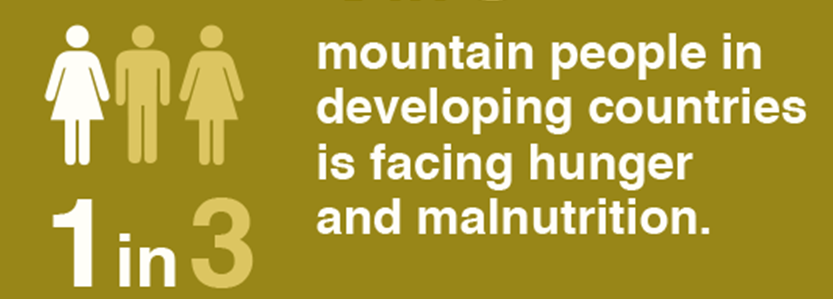 1 in 3
mountain people in
developing countries
is facing hunger
and malnutrition.